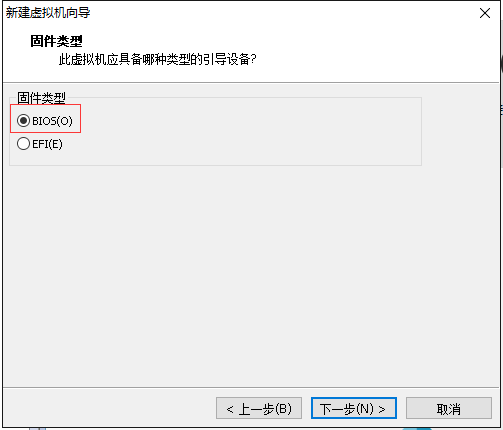 新建虚拟机向导
固件类型
此虚拟机应具备哪种类型的引导设备?
固件类型
BIOS(O)
EFI(E)
< 上一步(B)
下一步(N) >
取消